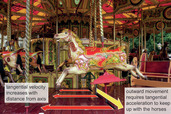 tangential velocity
increases with
distance from axis
outward movement
requires tangential
acceleration to keep
up with the horses